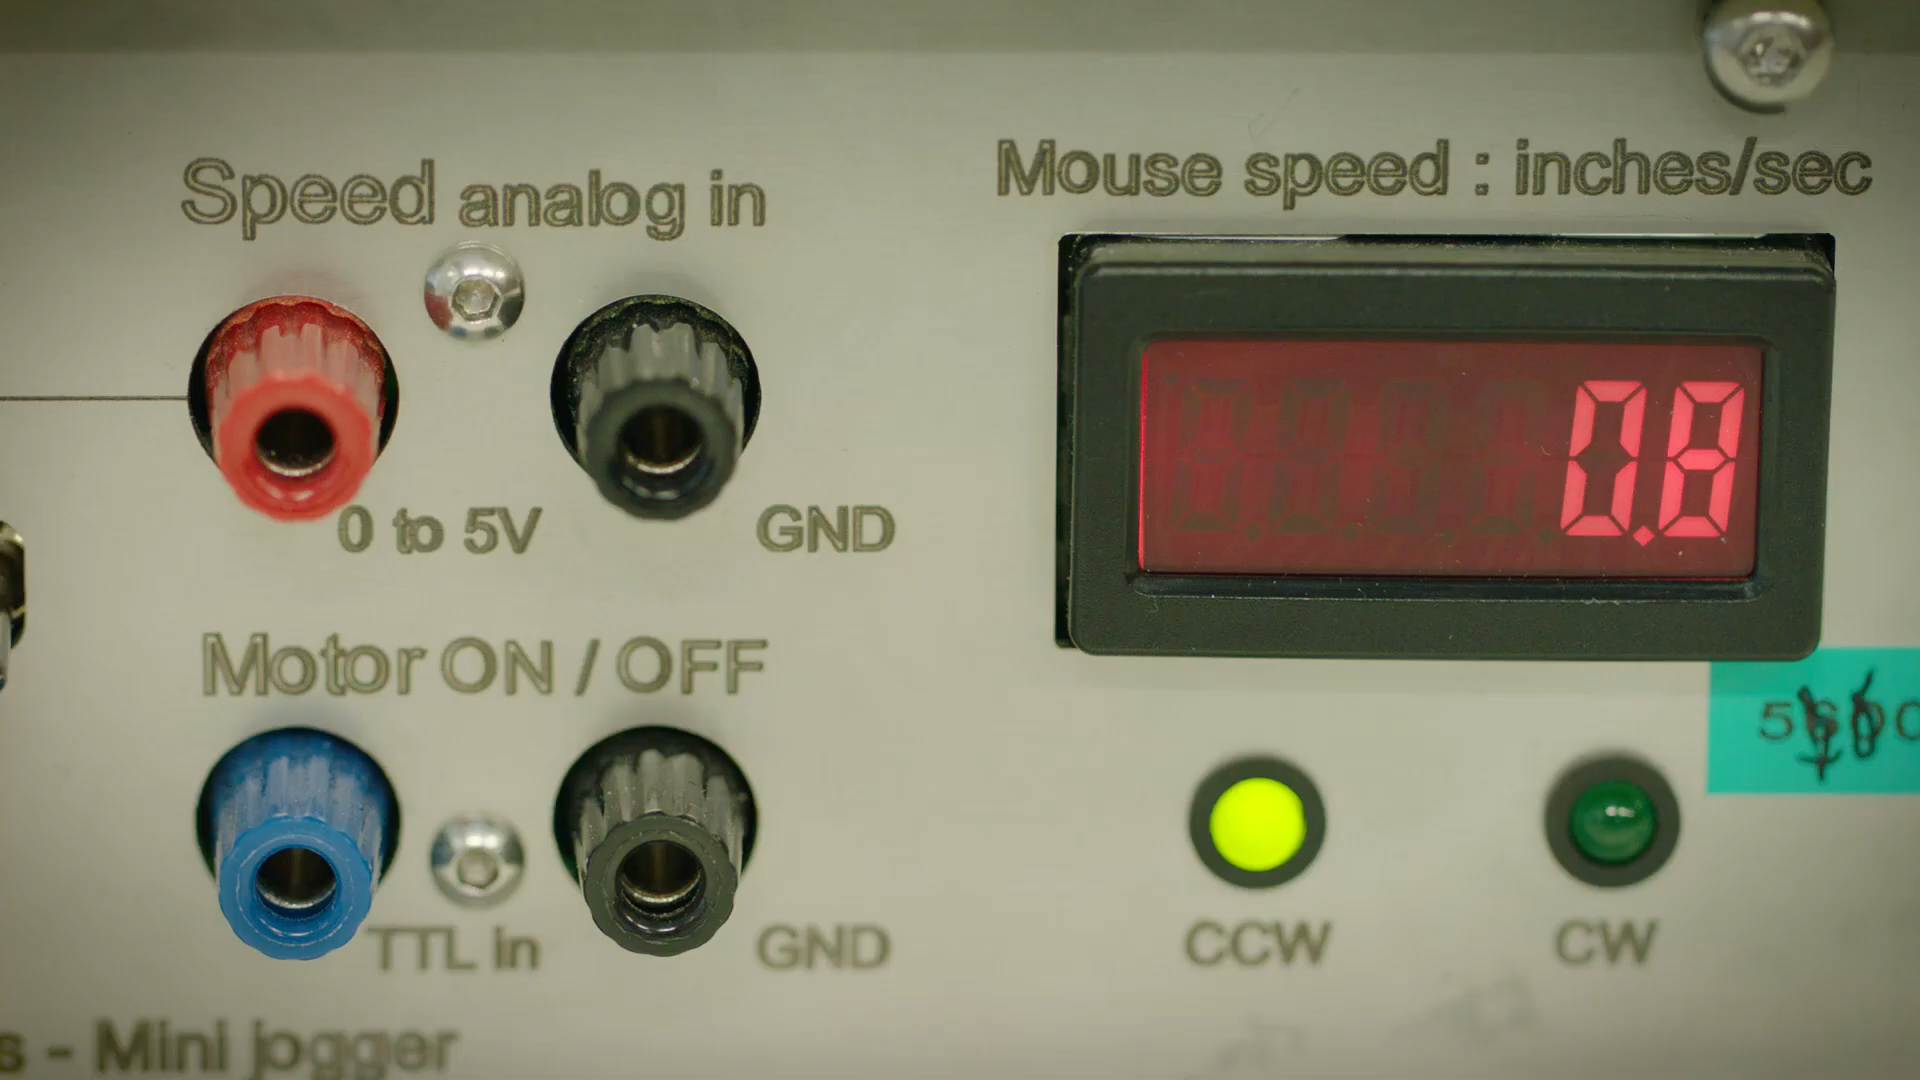 Speed analog in
Mouse speed : inches/sec
0.8
0 to 5V
GND
Motor ON / OFF
TTL in
GND
CCW
CW
s - Mini jogger